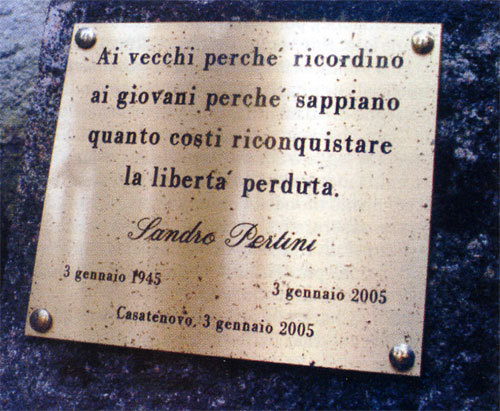 Ai vecchi perche´ ricordino
ai giovani perche´ sappiano
quanto costi riconquistare
la liberta´ perduta.
Sandro Pertini
3 gennaio 1945 3 gennaio 2005
Casatenovo, 3 gennaio 2005